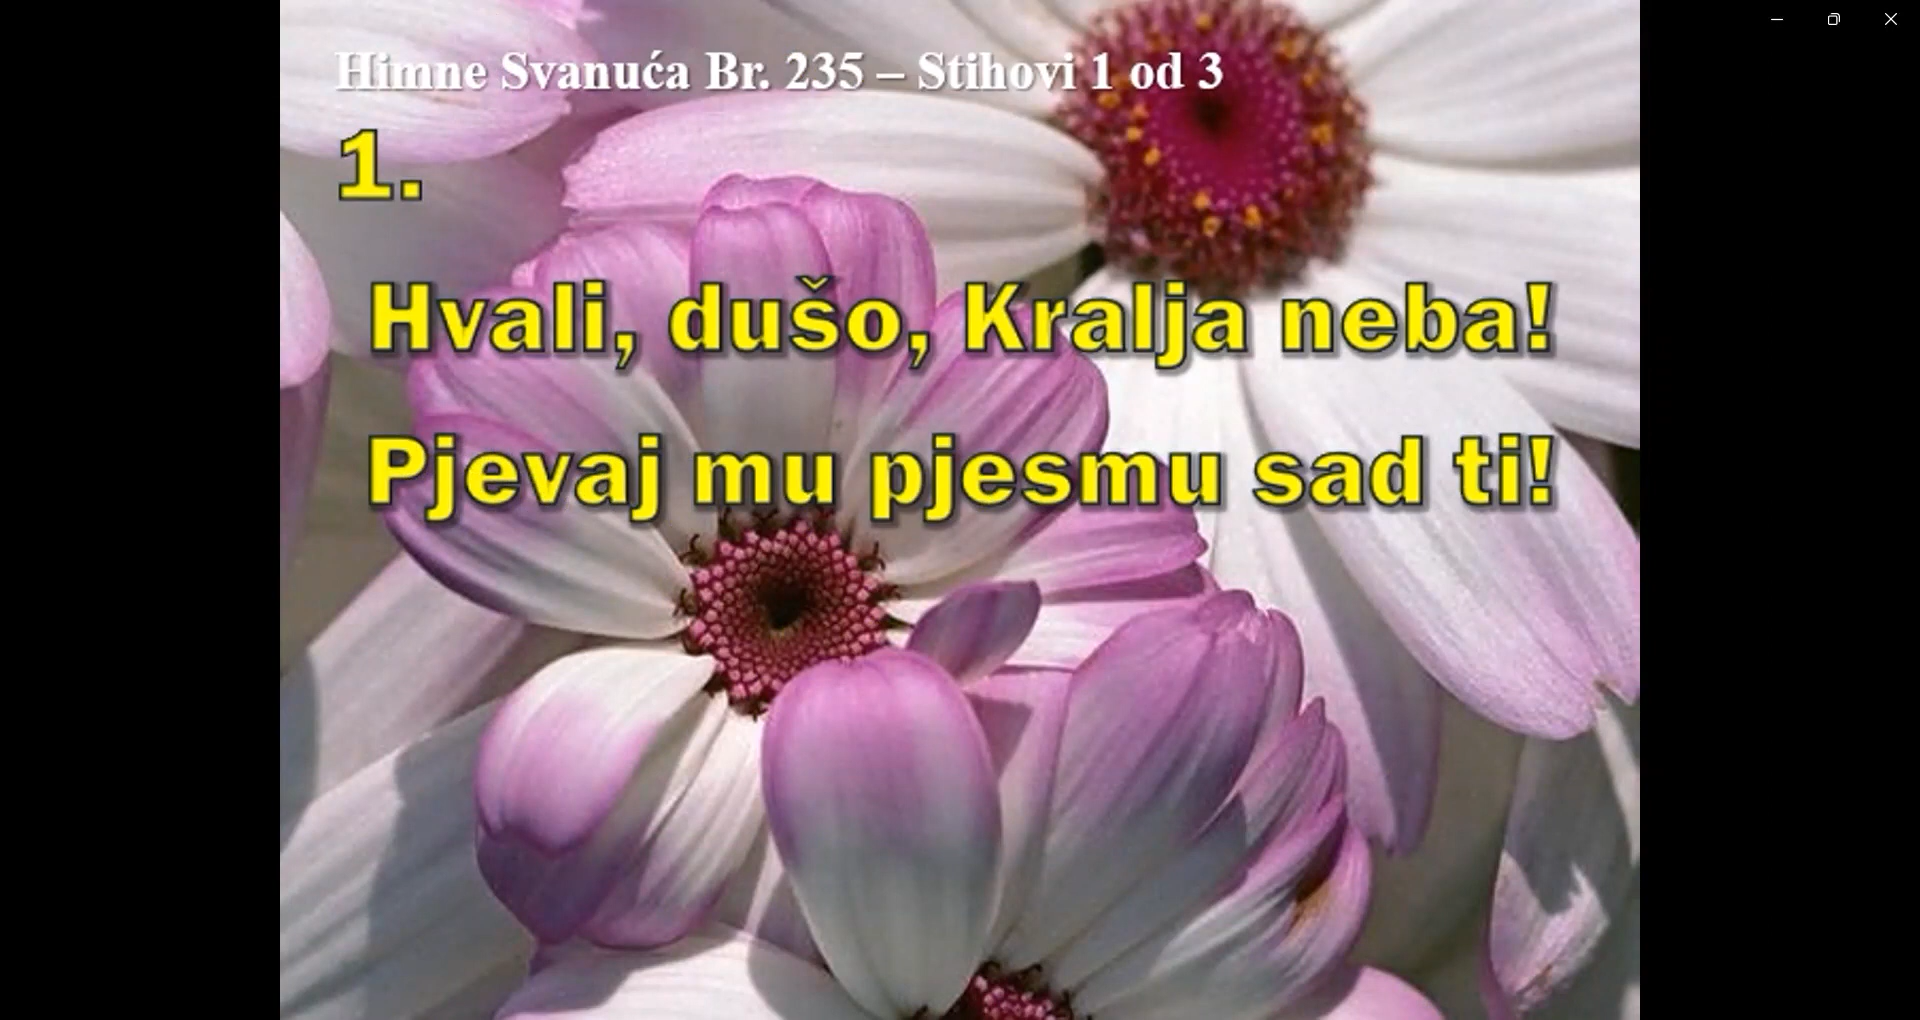 Himne Svanuća Br. 235 – Stihovi 1 od 3
1.
Hvali, dušo, Kralja neba!
Pjevaj mu pjesmu sad ti!